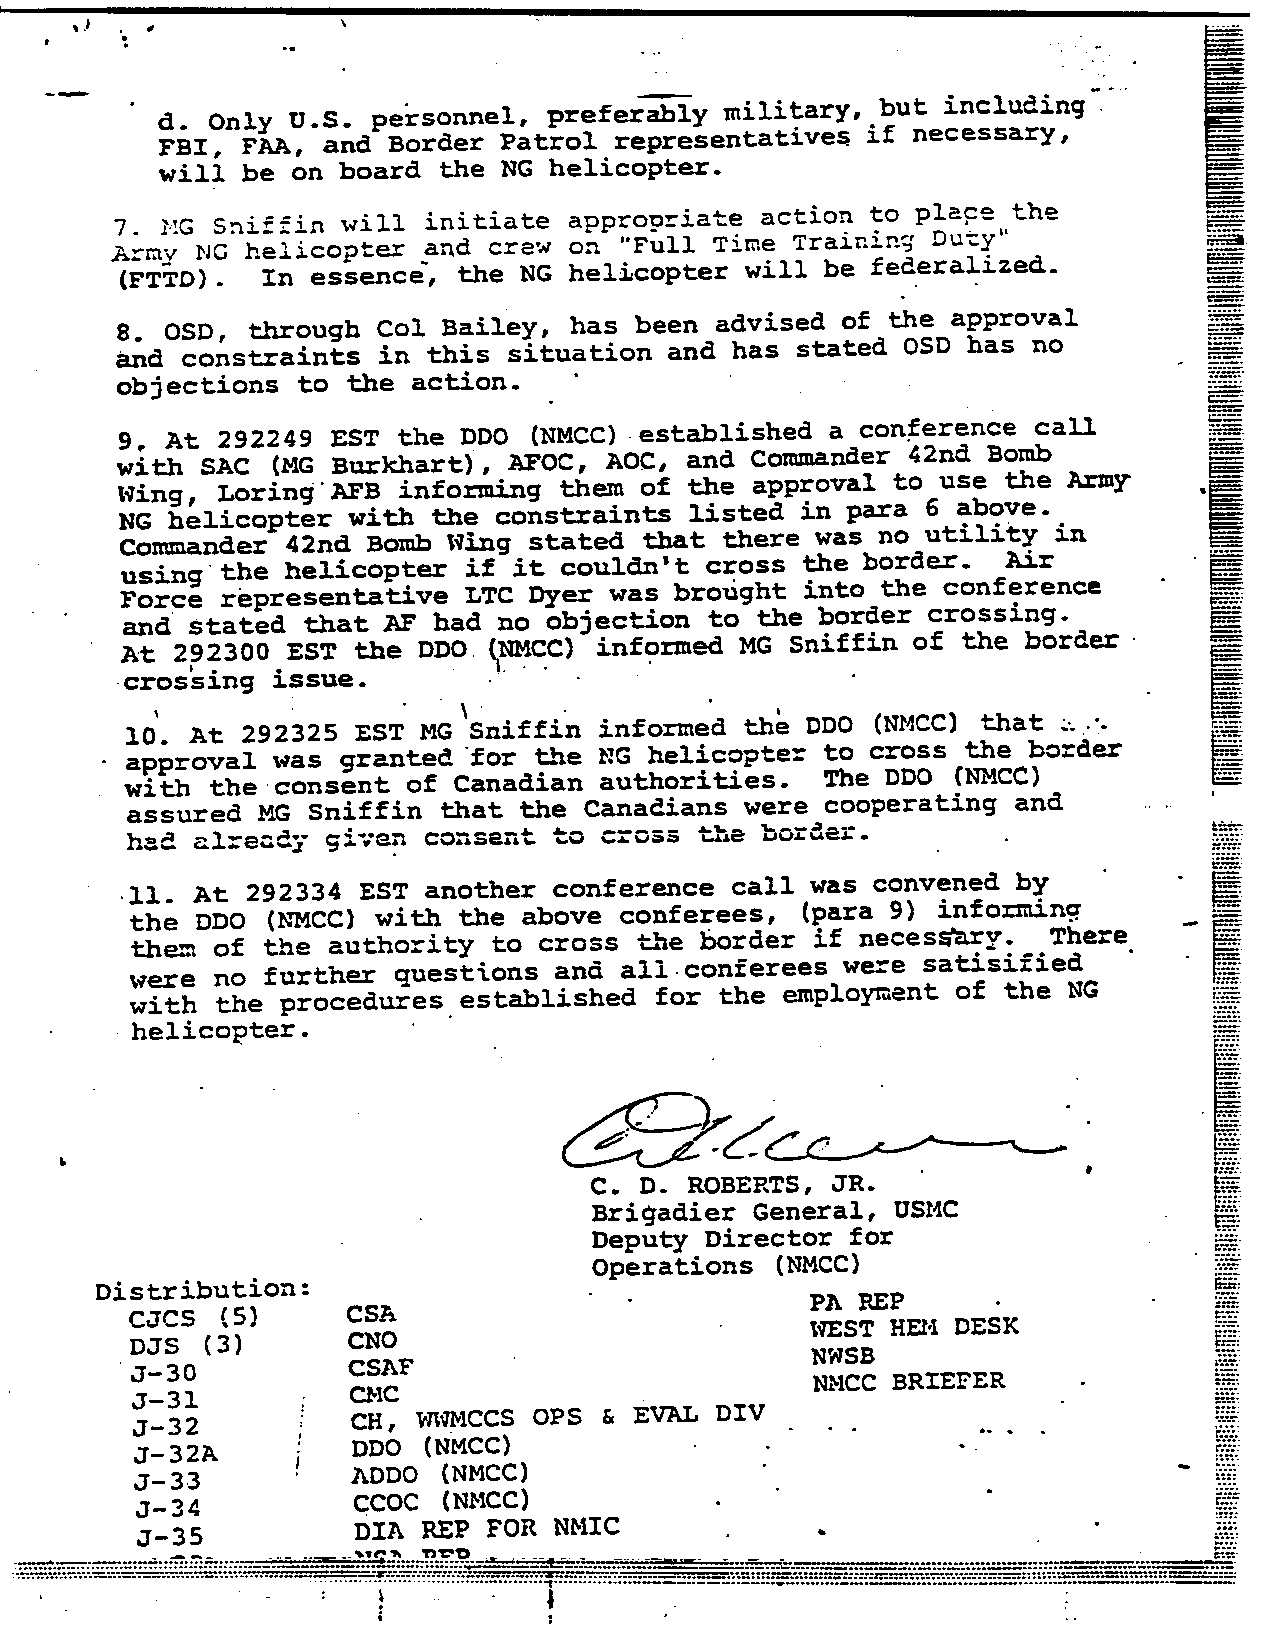 d. Only U.S. personnel, preferably military, but including
FBI, FAA, and Border Patrol representatives if necessary,
will be on board the NG helicopter.
7. MG Sniffin will initiate appropriate action to place the
Army NG helicopter and crew on "Full Time Training Duty"
(FTTD). In essence, the NG helicopter will be federalized.
8. OSD, through Col Bailey, has been advised of the approval
and constraints in this situation and has stated OSD has no
objections to the action.
9. At 292249 EST the DDO (NMCC) established a conference call
with SAC (MG Burkhart), AFOC, AOC, and Commander 42nd Bomb
Wing, Loring AFB informing them of the approval to use the Army
NG helicopter with the constraints listed in para 6 above.
Commander 42nd Bomb Wing stated that there was no utility in
using the helicopter if it couldn't cross the border. Air
Force representative LTC Dyer was brought into the conference
and stated that AF had no objection to the border crossing.
At 292300 EST the DDO (NMCC) informed MG Sniffin of the border
crossing issue.
10. At 292325 EST MG Sniffin informed the DDO (NMCC) that
approval was granted for the NG helicopter to cross the border
with the consent of Canadian authorities. The DDO (NMCC)
assured MG Sniffin that the Canadians were cooperating and
had already given consent to cross the border.
11. At 292334 EST another conference call was convened by
the DDO (NMCC) with the above conferees, (para 9) informing
them of the authority to cross the border if necessary. There
were no further questions and all conferees were satisified
with the procedures established for the employment of the NG
helicopter.
C. D. ROBERTS, JR.
Brigadier General, USMC
Deputy Director for
Operations (NMCC)
Distribution:
CJCS (5)
DJS (3)
J-30
J-31
J-32
J-32A
J-33
J-34
J-35
CSA
CNO
CSAF
CMC
CH, WWMCCS OPS & EVAL DIV
DDO (NMCC)
ADDO (NMCC)
CCOC (NMCC)
DIA REP FOR NMIC
PA REP
WEST HEM DESK
NWSB
NMCC BRIEFER